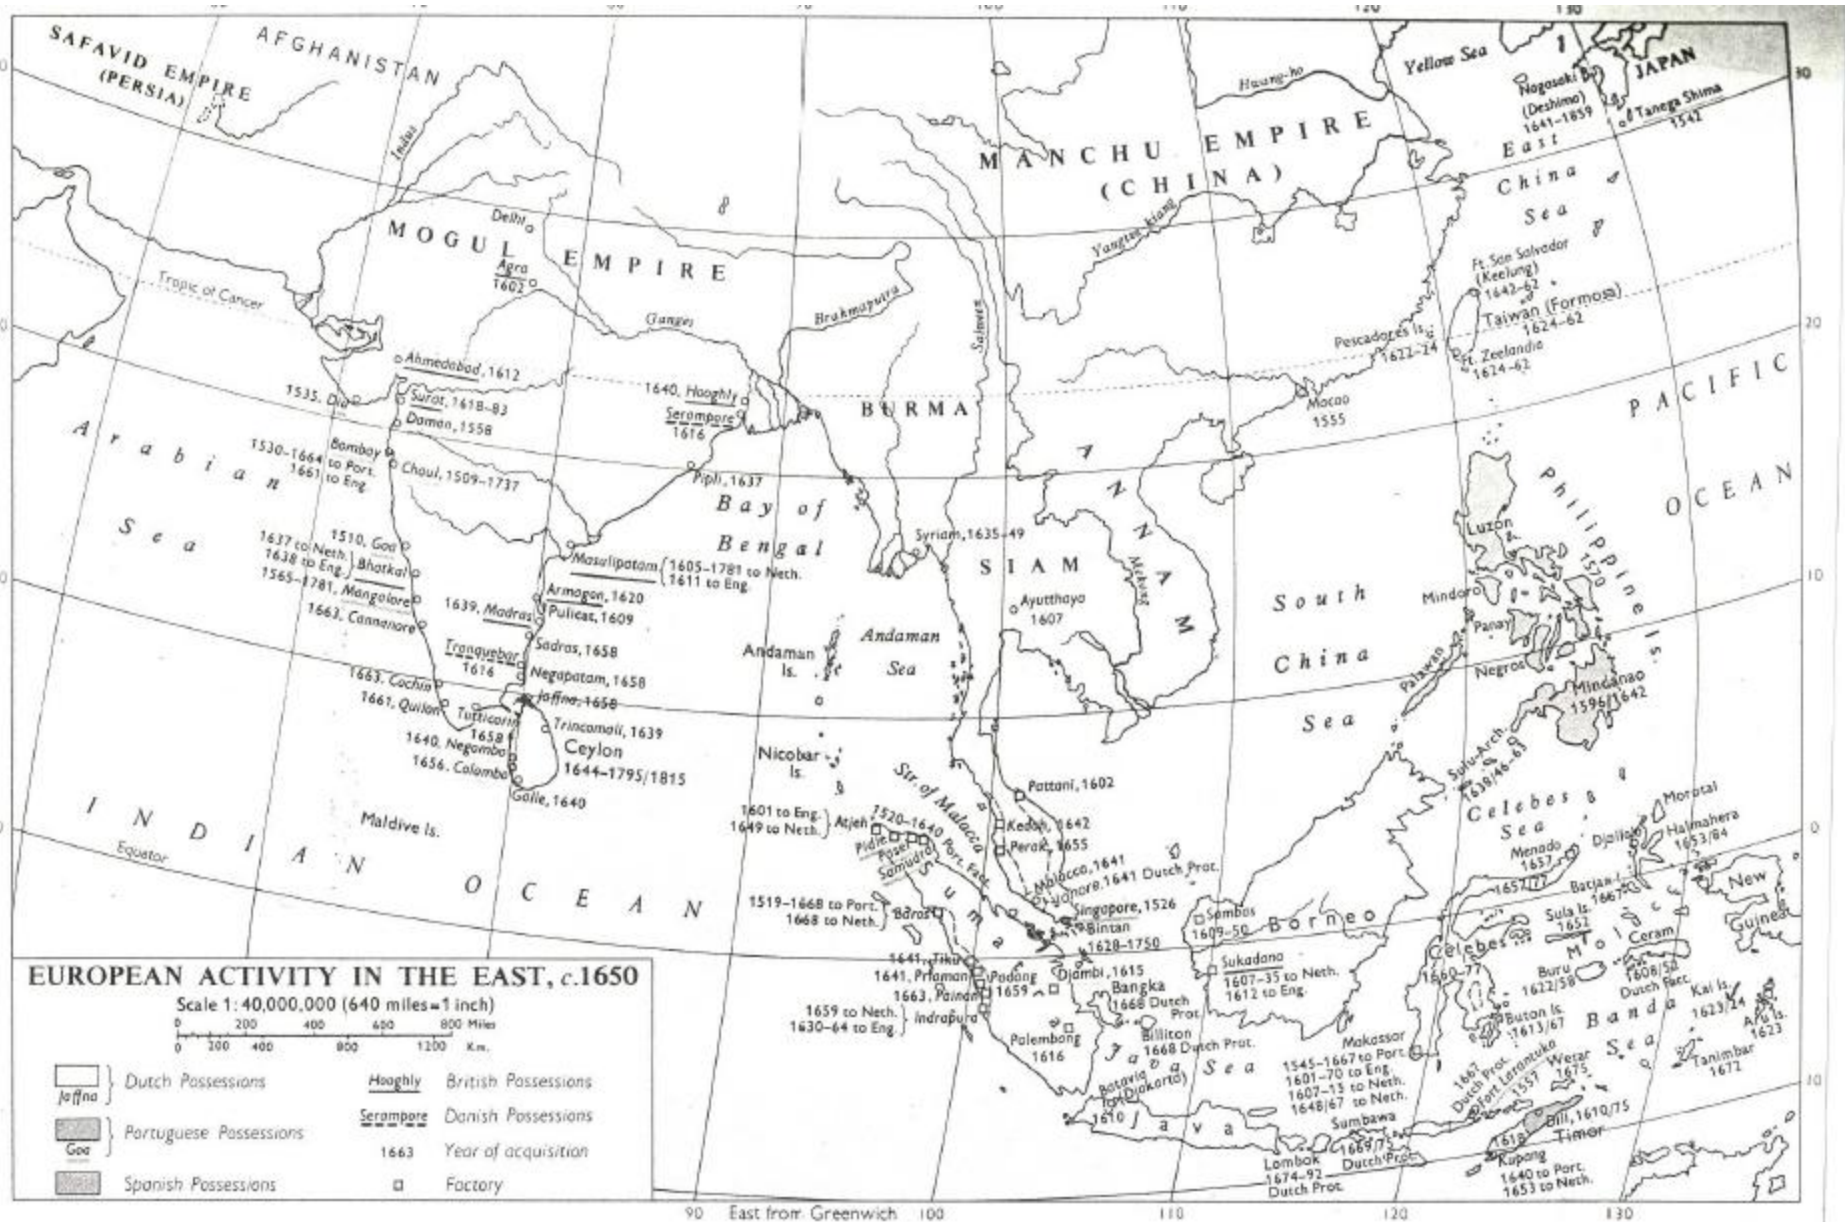 130
30
SAFAVID EMPIRE
(PERSIA)
AFGHANISTAN
Indus
Hwang-ho
Yellow Sea
JAPAN
Nagasaki B.
(Deshima)
1641-1859
Tanega Shima
1542
MANCHU EMPIRE
(CHINA)
East
China
Sea
Yangtse kiang
Delhi
MOGUL EMPIRE
Agra
1602
Tropic of Cancer
Ganges
Brahmaputra
Salween
Ft. San Salvador
(Keelung)
1642-62
Taiwan (Formosa)
1624-62
Pescadores Is.
1622-24
Ft. Zeelandia
1624-62
20
Ahmedabad, 1612
1535, Diu
Surat, 1618-83
Daman, 1558
1640, Hooghly
Serampore
1616
BURMA
Macao
1555
PACIFIC
OCEAN
Arabian
Sea
Bombay
1530-1664 to Port.
1661 to Eng.
Choul, 1509-1737
Pipli, 1637
Bay of
Bengal
ANNAM
Philippine Is.
1570
Luzon
1510, Goa
1637 to Neth.
1638 to Eng.
Bhatkal
1565-1781, Mangalore
1663, Cannanore
Masulipatam
1605-1781 to Neth.
1611 to Eng.
Syriam, 1635-49
SIAM
Mekong
10
Armagon, 1620
1639, Madras
Pulicat, 1609
Ayutthaya
1607
South
China
Sea
Mindoro
Panay
Negros
Palawan
Mindanao
1596/1642
Sadras, 1658
Tranquebar
1616
Negapatam, 1658
Jaffna, 1658
Andaman
Is.
Andaman
Sea
1663, Cochin
1661, Quilon
Tutticorin
1658
Trincomali, 1639
Ceylon
1644-1795/1815
1640, Negombo
1656, Colombo
Galle, 1640
Nicobar
Is.
Sulu-Arch.
1638/46-63
Str. of Malacca
Pattani, 1602
Kedah, 1642
Perak, 1655
INDIAN OCEAN
Maldive Is.
Equator
1601 to Eng.
1649 to Neth.
Atjeh
1520-1640 Port. Fact.
Pidie
Pasei
Samudra
Malacca, 1641
Johore, 1641 Dutch Prot.
Celebes
Sea
Morotai
Djailolo
Halmahera
1653/84
0
Menado
1657
1657/77
Batjan I.
1667
New
Guinea
1519-1668 to Port.
1668 to Neth.
Baros
Sumatra
Singapore, 1526
Bintan
1628-1750
Sambas
1609-50
Borneo
Sula Is.
1652
Moluccas
Celebes
1660-77
Ceram
1608/50
Dutch Fact.
Buru
1622/58
1641, Tiku
1641, Priaman
1663, Painan
Padang
1659
Djambi, 1615
Bangka
1668 Dutch
Prot.
Sukadana
1607-35 to Neth.
1612 to Eng.
1659 to Neth.
1630-64 to Eng.
Indrapura
Palembang
1616
Billiton
1668 Dutch Prot.
Java Sea
Buton Is.
1613/67
Banda
Sea
Kai Is.
1623/24
Aru Is.
1623
Tanimbar
1672
Makassar
1545-1667 to Port.
1601-70 to Eng.
1607-13 to Neth.
1648/67 to Neth.
1667
Dutch Prot.
Fort Larantuka
1557
Wetar
1675
10
Batavia
(Djakarta)
1610
Java
Sumbawa
1669/75
Dutch Prot.
Lombok
1674-92
Dutch Prot.
Dili, 1610/75
Timor
1618
Kupang
1640 to Port.
1653 to Neth.
EUROPEAN ACTIVITY IN THE EAST, c.1650
Scale 1: 40,000,000 (640 miles=1 inch)
0 200 400 600 800 Miles
0 200 400 800 1200 Km.
Jaffna
Dutch Possessions
Goa
Portuguese Possessions
Spanish Possessions
Hooghly
British Possessions
Serampore
Danish Possessions
1663
Year of acquisition
Factory
90 East from Greenwich 100 110 120 130